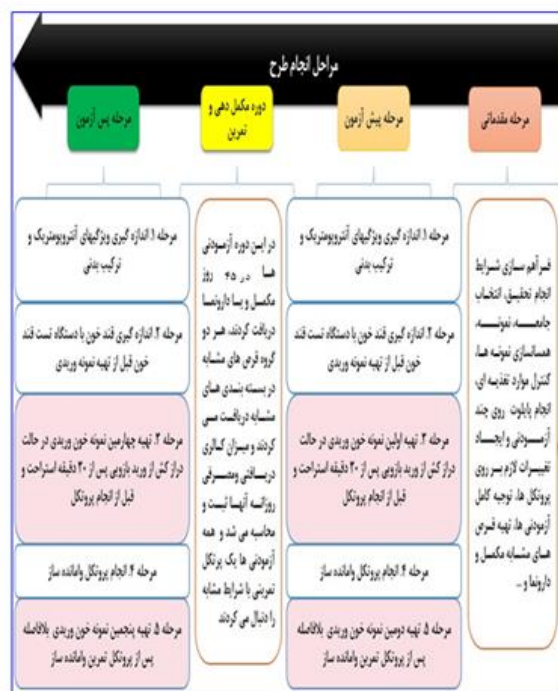 مراحل انجام طرح
مرحله مقدماتی
فراهم سازی شرایط
انجام تحقیق، انتخاب
جامعه، نمونه،
همسانسازی نمونه ها،
کنترل موارد تغذیه ای،
انجام پایلوت روی چند
آزمودنی و ایجاد
تغییرات لازم بر روی
پروتکل ها، توجیه کامل
آزمودنی ها، تهیه قرص
های مشابه مکمل و
دارونما و ...
مرحله پیش آزمون
مرحله ۱. اندازه گیری ویژگیهای آنتروپومتریک و
ترکیب بدنی
مرحله ۲. اندازه گیری قند خون با دستگاه تست قند
خون قبل از تهیه نمونه وریدی
مرحله ۳. تهیه اولین نمونه خون وریدی در حالت
دراز کش از ورید بازویی پس از ۳۰ دقیقه استراحت و
قبل از انجام پروتکل
مرحله ۴. انجام پروتکل وامانده ساز
مرحله ۵. تهیه دومین نمونه خون وریدی بلافاصله
پس از پروتکل تمرین وامانده ساز
دوره مکمل دهی و
تمرین
در این دوره آزمودنی
ها در ۴۵ روز
مکمل و یا دارونما
دریافت کردند، هر دو
گروه قرص های مشابه
در بسته بندی های
مشابه دریافت می
کردند و میزان کالری
دریافتی ومصرفی
روزانه آنها ثبت و
محاسبه می شد و همه
آزمودنی ها یک پرتکل
تمرینی با شرایط مشابه
را دنبال می کردند
مرحله پس آزمون
مرحله ۱. اندازه گیری ویژگیهای آنتروپومتریک و
ترکیب بدنی
مرحله ۲. اندازه گیری قند خون با دستگاه تست قند
خون قبل از تهیه نمونه وریدی
مرحله ۳. تهیه چهارمین نمونه خون وریدی در حالت
دراز کش از ورید بازویی پس از ۳۰ دقیقه استراحت و
قبل از انجام پروتکل
مرحله ۴. انجام پروتکل وامانده ساز
مرحله ۵. تهیه پنجمین نمونه خون وریدی بلافاصله
پس از پروتکل تمرین وامانده ساز